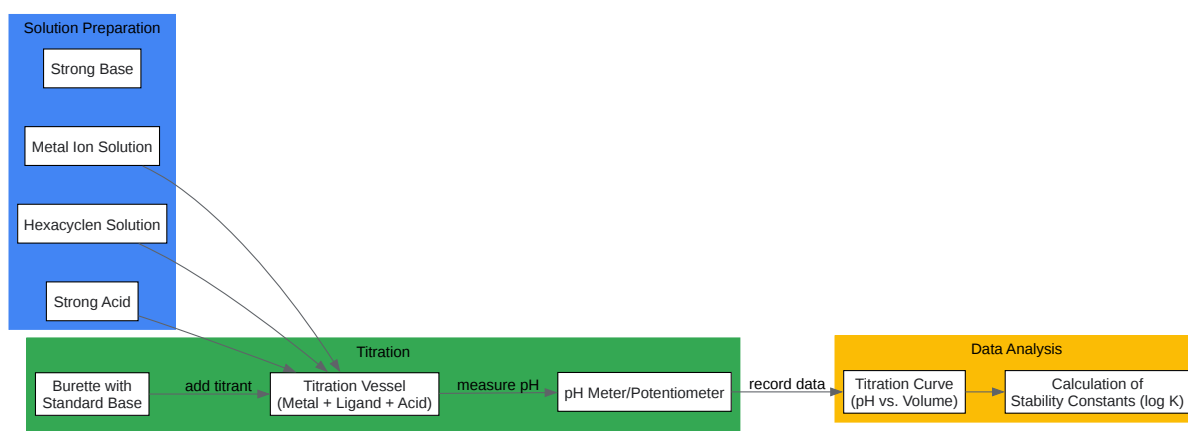 Solution Preparation
Strong Base
Metal Ion Solution
Hexacyclen Solution
Strong Acid
Titration
Burette with
Standard Base
add titrant
Titration Vessel
(Metal + Ligand + Acid)
measure pH
pH Meter/Potentiometer
record data
Data Analysis
Titration Curve
(pH vs. Volume)
Calculation of
Stability Constants (log K)